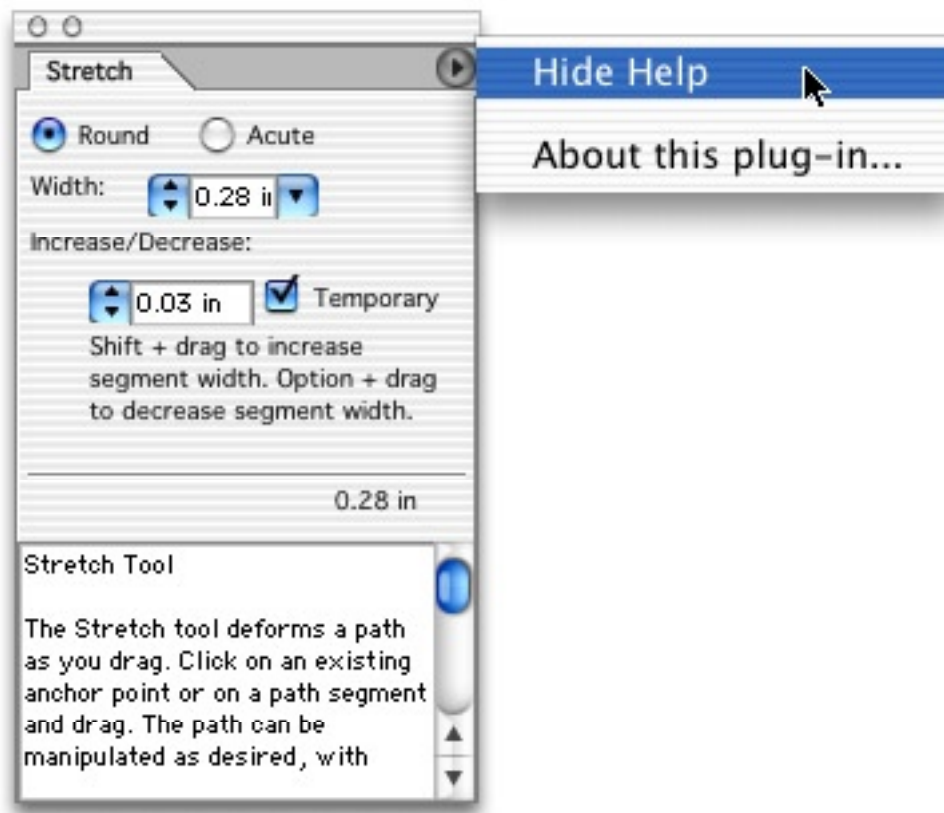 Stretch
Hide Help
About this plug-in...
Round Acute
Width: 0.28
Increase/Decrease:
0.03 in Temporary
Shift + drag to increase
segment width. Option + drag
to decrease segment width.
0.28 in
Stretch Tool
The Stretch tool deforms a path
as you drag. Click on an existing
anchor point or on a path segment
and drag. The path can be
manipulated as desired, with